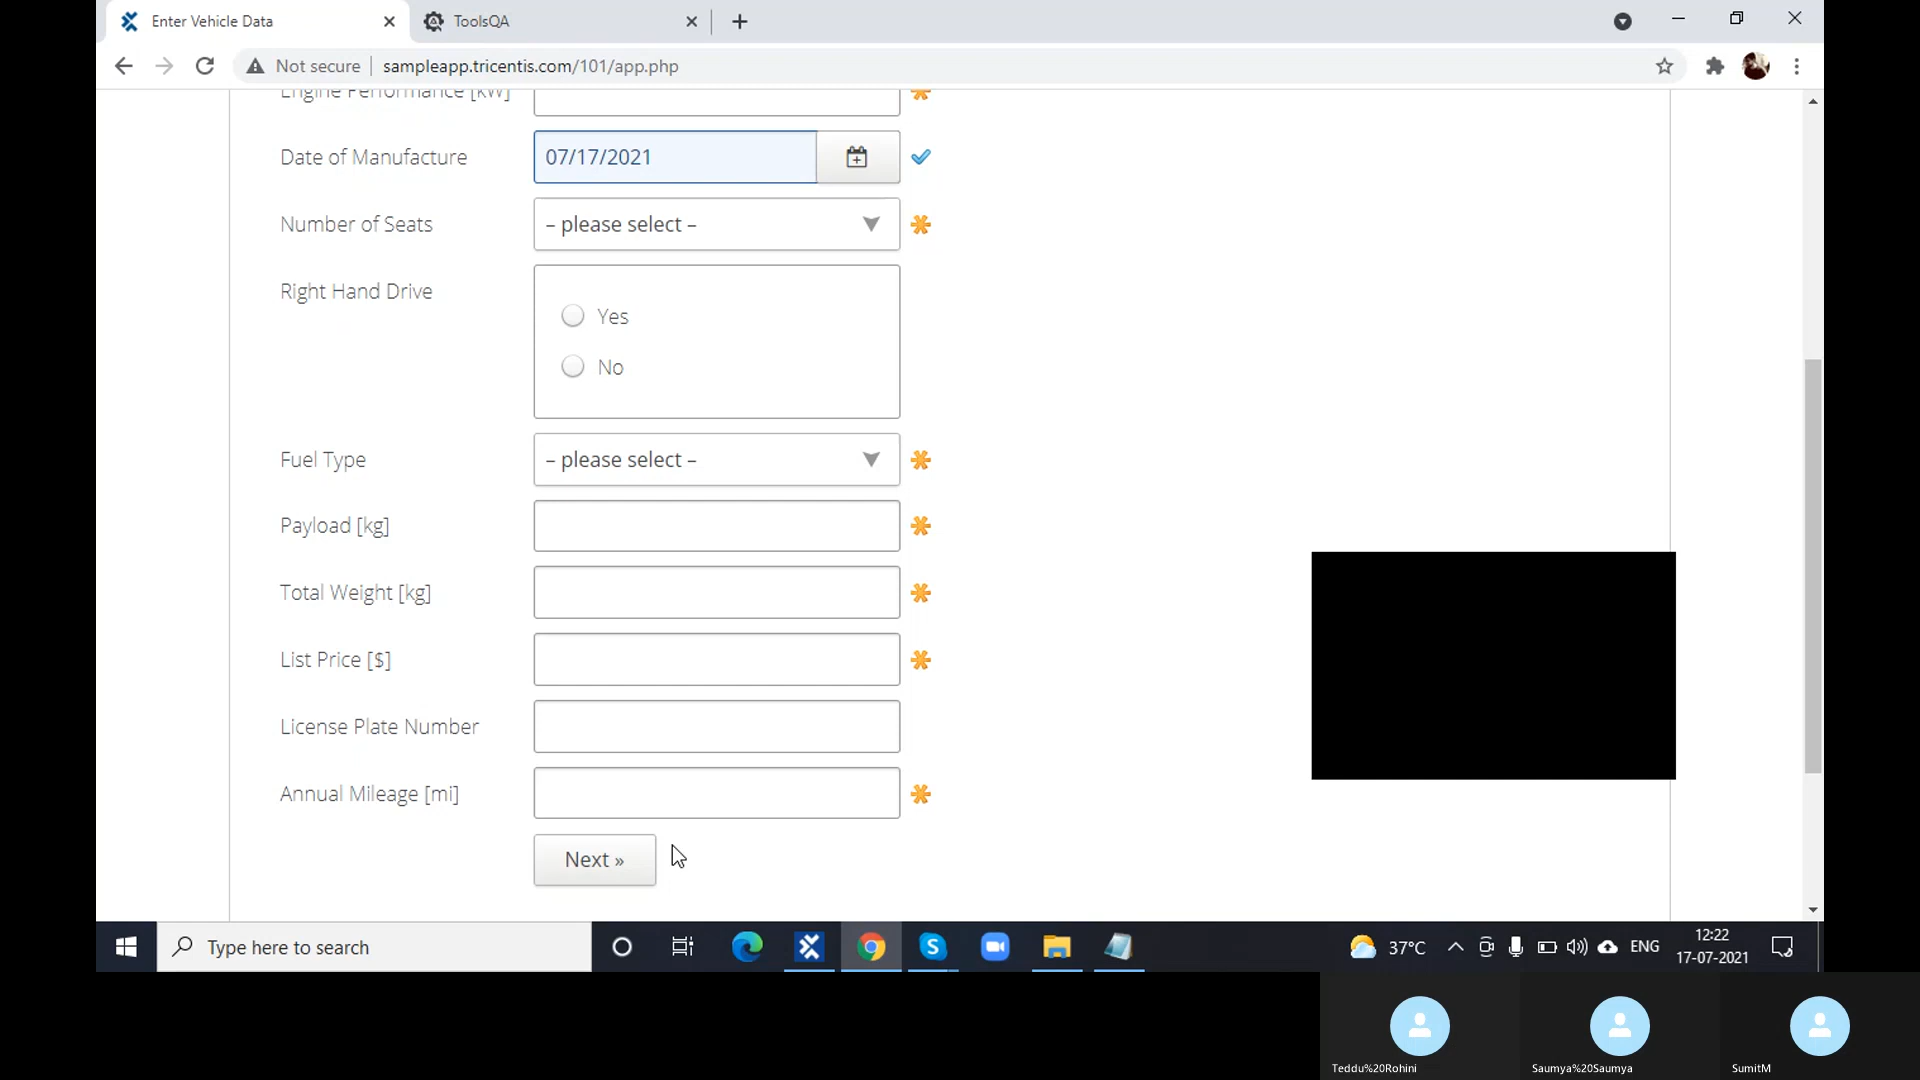 Enter Vehicle Data
ToolsQA
Not secure
sampleapp.tricentis.com/101/app.php
Engine Performance [kW]
Date of Manufacture
07/17/2021
Number of Seats
– please select –
Right Hand Drive
Yes
No
Fuel Type
– please select –
Payload [kg]
Total Weight [kg]
List Price [$]
License Plate Number
Annual Mileage [mi]
Next »
Type here to search
37°C
ENG
12:22
17-07-2021
Teddu%20Rohini
Saumya%20Saumya
SumitM